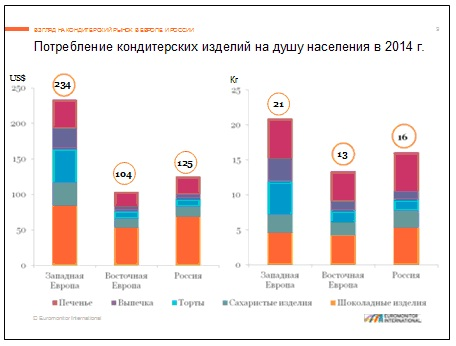 ВЗГЛЯД НА КОНДИТЕРСКИЙ РЫНОК В ЕВРОПЕ И РОССИИ
3
Потребление кондитерских изделий на душу населения в 2014 г.
US$
250
200
150
100
50
0
234
104
125
Западная Европа
Восточная Европа
Россия
Кг
25
20
15
10
5
0
21
13
16
Западная Европа
Восточная Европа
Россия
Печенье Выпечка Торты Сахаристые изделия Шоколадные изделия
© Euromonitor International
EUROMONITOR
INTERNATIONAL